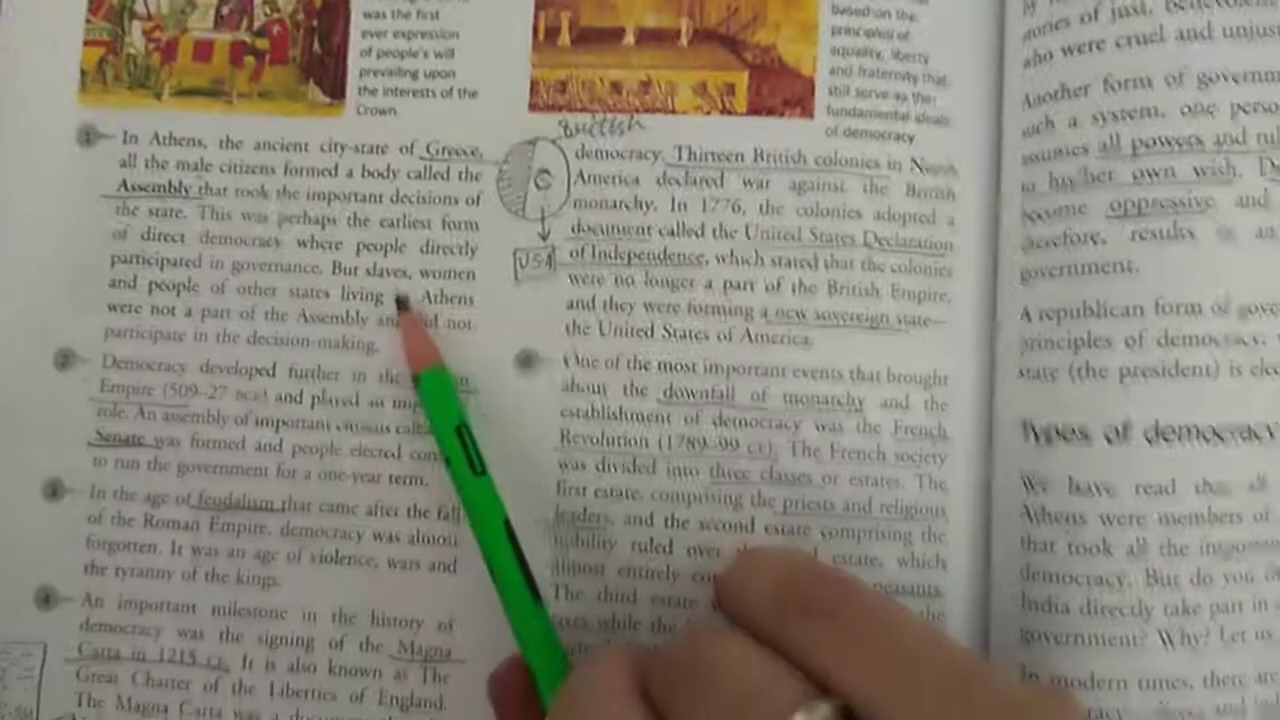 was the first
ever expression
of people's will
prevailing upon
the interests of the
Crown.
In Athens, the ancient city-state of Greece,
all the male citizens formed a body called the
Assembly that took the important decisions of
the state. This was perhaps the earliest form
of direct democracy where people directly
participated in governance. But slaves, women
and people of other states living Athens
were not a part of the Assembly and did not
participate in the decision-making.
2 Democracy developed further in the
Empire (509–27 BCE) and played an
role. An assembly of important citizens
Senate was formed and people elected
to run the government for a one-year term.
3 In the age of feudalism that came after the fall
of the Roman Empire, democracy was almost
forgotten. It was an age of violence, wars and
the tyranny of the kings.
4 An important milestone in the history of
democracy was the signing of the Magna
Carta in 1215 CE. It is also known as The
Great Charter of the Liberties of England.
The Magna Carta was a
based on the
principles of
equality, liberty
and fraternity that
still serve as the
fundamental ideals
of democracy
British
C
USA
democracy. Thirteen British colonies in North
America declared war against the British
monarchy. In 1776, the colonies adopted a
document called the United States Declaration
of Independence, which stated that the colonies
were no longer a part of the British Empire,
and they were forming a new sovereign state—
the United States of America.
One of the most important events that brought
about the downfall of monarchy and the
establishment of democracy was the French
Revolution (1789–99 CE). The French society
was divided into three classes or estates. The
first estate, comprising the priests and religious
leaders, and the second estate comprising the
nobility ruled over estate, which
almost entirely peasants.
The third estate the
taxes while the
stories of just,
who were cruel and
Another form of
such a system, one
assumes all powers and
to his/her own wish.
become oppressive and
therefore, results
government.
A republican form of
principles of democracy,
state (the president) is
Types of democracy
We have read that all
Athens were members of
that took all the
democracy. But do you
India directly take part in
government? Why? Let us
In modern times, there are